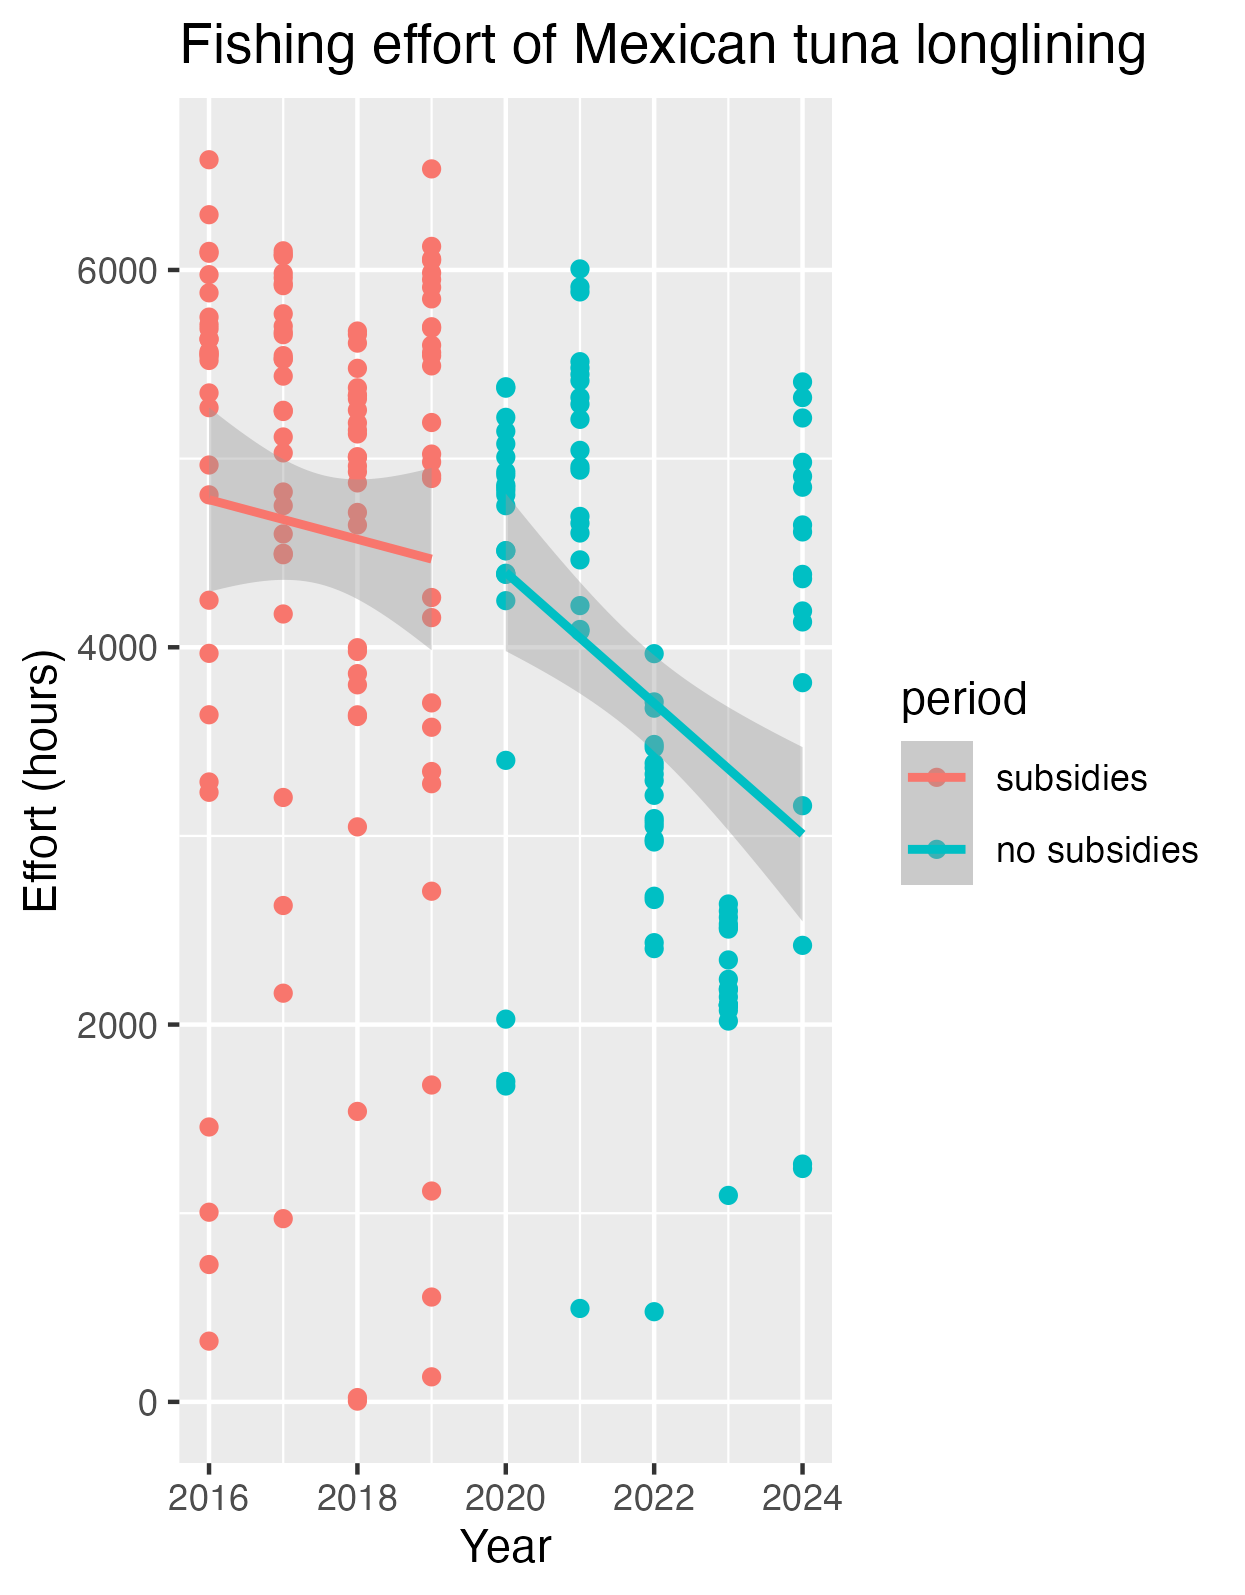 Fishing effort of Mexican tuna longlining
6000
4000
2000
0
Effort (hours)
2016 2018 2020 2022 2024
Year
period
subsidies
no subsidies